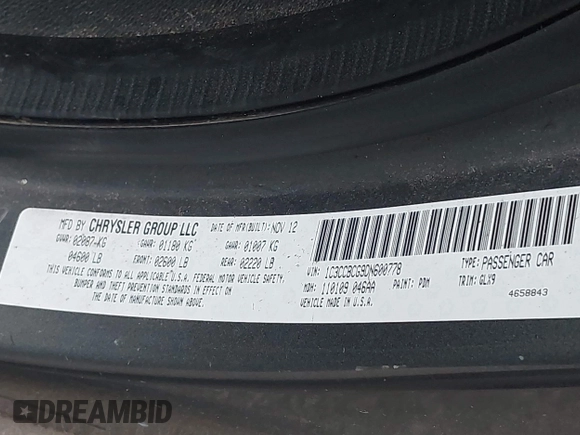 MFD BY CHRYSLER GROUP LLC
DATE OF MFR(BUILT): NOV 12
GVWR: 02087 KG
GAWR: 01180 KG
GAWR: 01007 KG
04600 LB
FRONT: 02600 LB
REAR: 02220 LB
THIS VEHICLE CONFORMS TO ALL APPLICABLE U.S.A. FEDERAL MOTOR VEHICLE SAFETY,
BUMPER AND THEFT PREVENTION STANDARDS IN EFFECT ON
THE DATE OF MANUFACTURE SHOWN ABOVE.
VIN: 1C3CCBCG9DN600778
TYPE: PASSENGER CAR
MDH: 110109 046AA
PAINT: PDM
TRIM: GLX9
VEHICLE MADE IN U.S.A.
4658843
DREAMBID